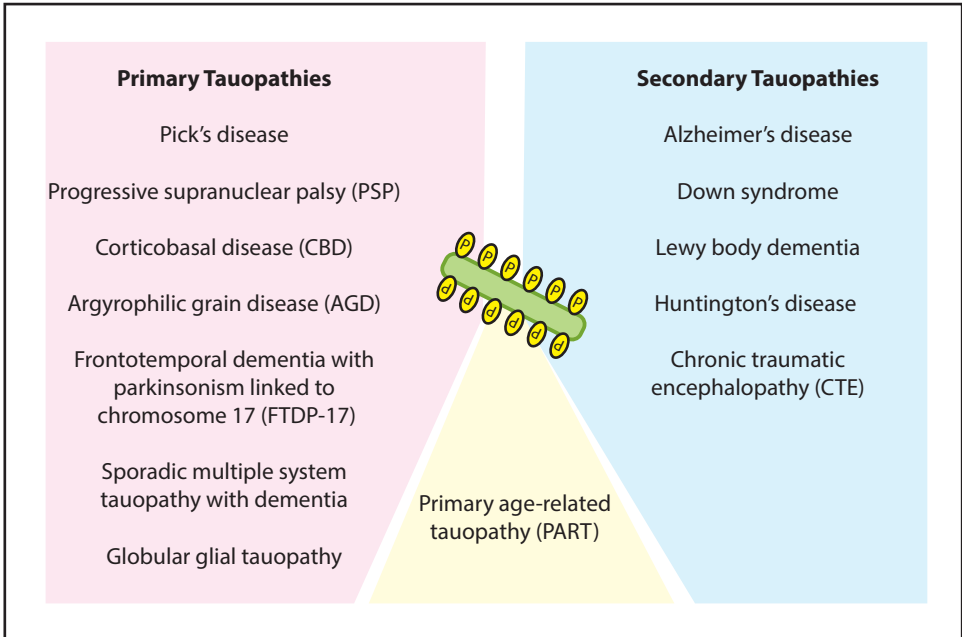 Primary Tauopathies
Pick's disease
Progressive supranuclear palsy (PSP)
Corticobasal disease (CBD)
Argyrophilic grain disease (AGD)
Frontotemporal dementia with
parkinsonism linked to
chromosome 17 (FTDP-17)
Sporadic multiple system
tauopathy with dementia
Globular glial tauopathy
P P P P P P
P P P P P P
Primary age-related
tauopathy (PART)
Secondary Tauopathies
Alzheimer's disease
Down syndrome
Lewy body dementia
Huntington's disease
Chronic traumatic
encephalopathy (CTE)